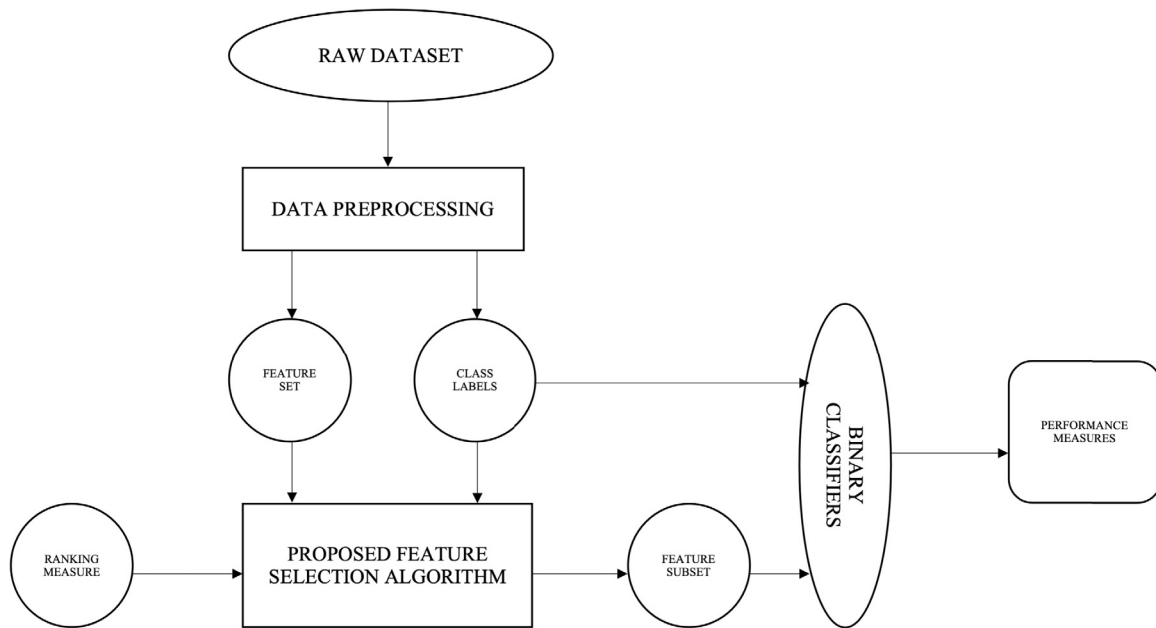 RAW DATASET
DATA PREPROCESSING
FEATURE
SET
CLASS
LABELS
BINARY
CLASSIFIERS
PERFORMANCE
MEASURES
RANKING
MEASURE
PROPOSED FEATURE
SELECTION ALGORITHM
FEATURE
SUBSET